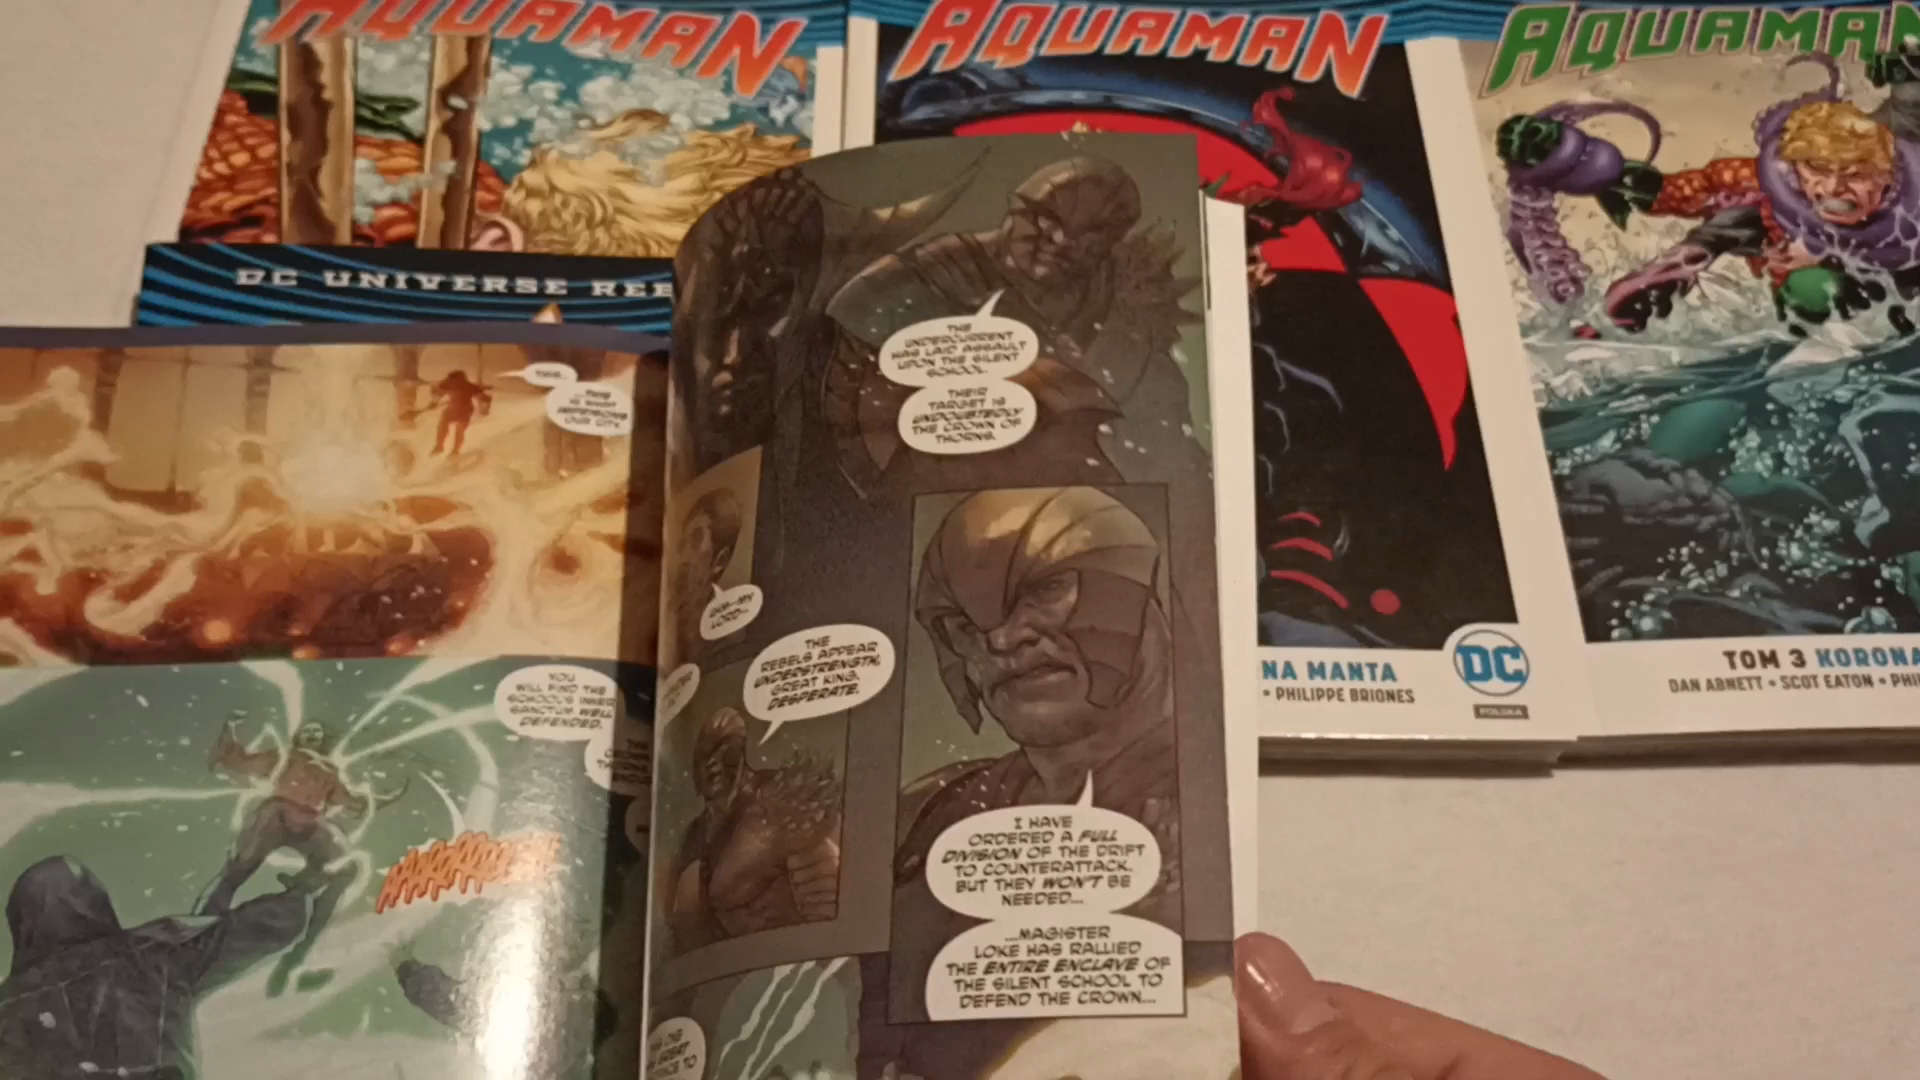 AQUAMAN
AQUAMAN
AQUAMAN
DC UNIVERSE
THE
UNDERCURRENT
HAS LAID ASSAULT
UPON THE SILENT
SCHOOL.
THEIR
TARGET IS
UNDOUBTEDLY
THE CROWN OF
THORNS.
LORD...
THE
REBELS APPEAR
UNDERSTRENGTH,
GREAT KING.
DESPERATE.
I HAVE
ORDERED A FULL
DIVISION OF THE DRIFT
TO COUNTERATTACK,
BUT THEY WON'T BE
NEEDED...
...MAGISTER
LOKE HAS RALLIED
THE ENTIRE ENCLAVE OF
THE SILENT SCHOOL TO
DEFEND THE CROWN...
OUR CITY.
YOU
WILL FIND THE
SCHOOL'S INNER
SANCTUM WELL
DEFENDED.
MANTA
• PHILIPPE BRIONES
DC
POLSKA
TOM 3 KORONA
DAN ABNETT • SCOT EATON •